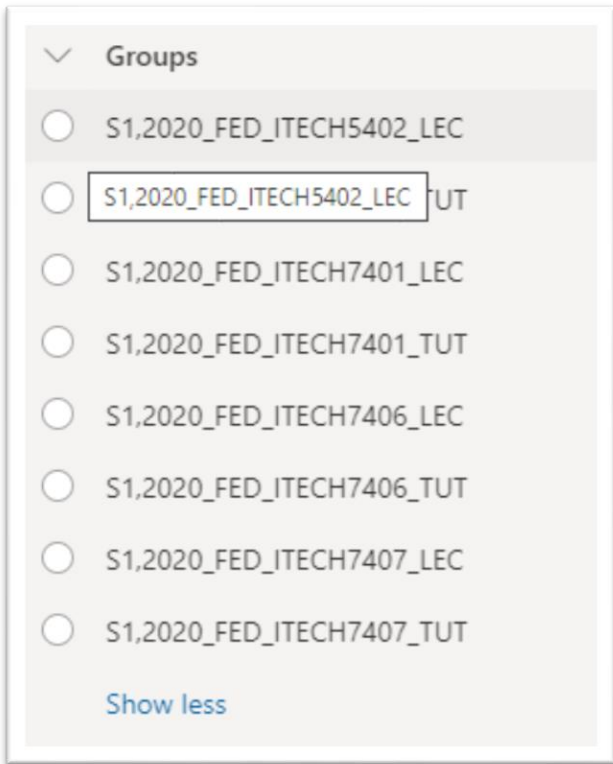 Groups
S1,2020_FED_ITECH5402_LEC
S1,2020_FED_ITECH5402_LEC TUT
S1,2020_FED_ITECH7401_LEC
S1,2020_FED_ITECH7401_TUT
S1,2020_FED_ITECH7406_LEC
S1,2020_FED_ITECH7406_TUT
S1,2020_FED_ITECH7407_LEC
S1,2020_FED_ITECH7407_TUT
Show less